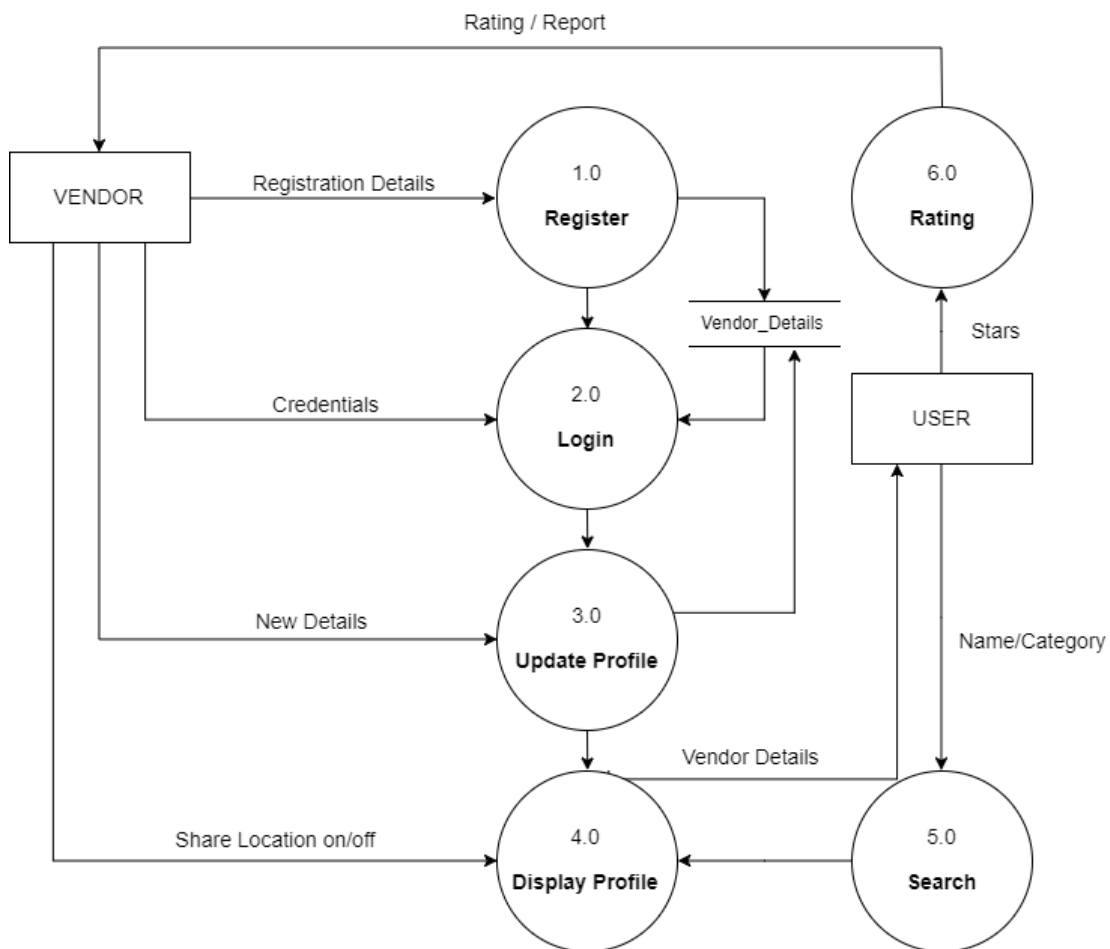 Rating / Report
VENDOR
Registration Details
1.0
Register
6.0
Rating
Vendor_Details
Stars
Credentials
2.0
Login
USER
New Details
3.0
Update Profile
Name/Category
Vendor Details
Share Location on/off
4.0
Display Profile
5.0
Search